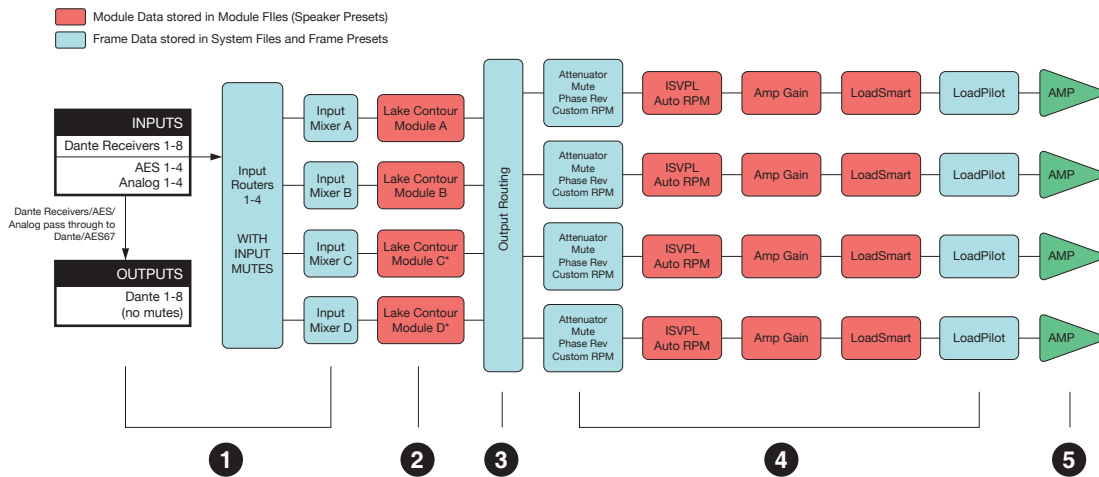 Module Data stored in Module FIles (Speaker Presets)
Frame Data stored in System Files and Frame Presets
INPUTS
Dante Receivers 1-8
AES 1-4
Analog 1-4
Dante Receivers/AES/
Analog pass through to
Dante/AES67
OUTPUTS
Dante 1-8
(no mutes)
Input
Routers
1-4
WITH
INPUT
MUTES
Input
Mixer A
Lake Contour
Module A
Input
Mixer B
Lake Contour
Module B
Input
Mixer C
Lake Contour
Module C*
Input
Mixer D
Lake Contour
Module D*
Output Routing
Attenuator
Mute
Phase Rev
Custom RPM
ISVPL
Auto RPM
Amp Gain
LoadSmart
LoadPilot
AMP
Attenuator
Mute
Phase Rev
Custom RPM
ISVPL
Auto RPM
Amp Gain
LoadSmart
LoadPilot
AMP
Attenuator
Mute
Phase Rev
Custom RPM
ISVPL
Auto RPM
Amp Gain
LoadSmart
LoadPilot
AMP
Attenuator
Mute
Phase Rev
Custom RPM
ISVPL
Auto RPM
Amp Gain
LoadSmart
LoadPilot
AMP
1
2
3
4
5